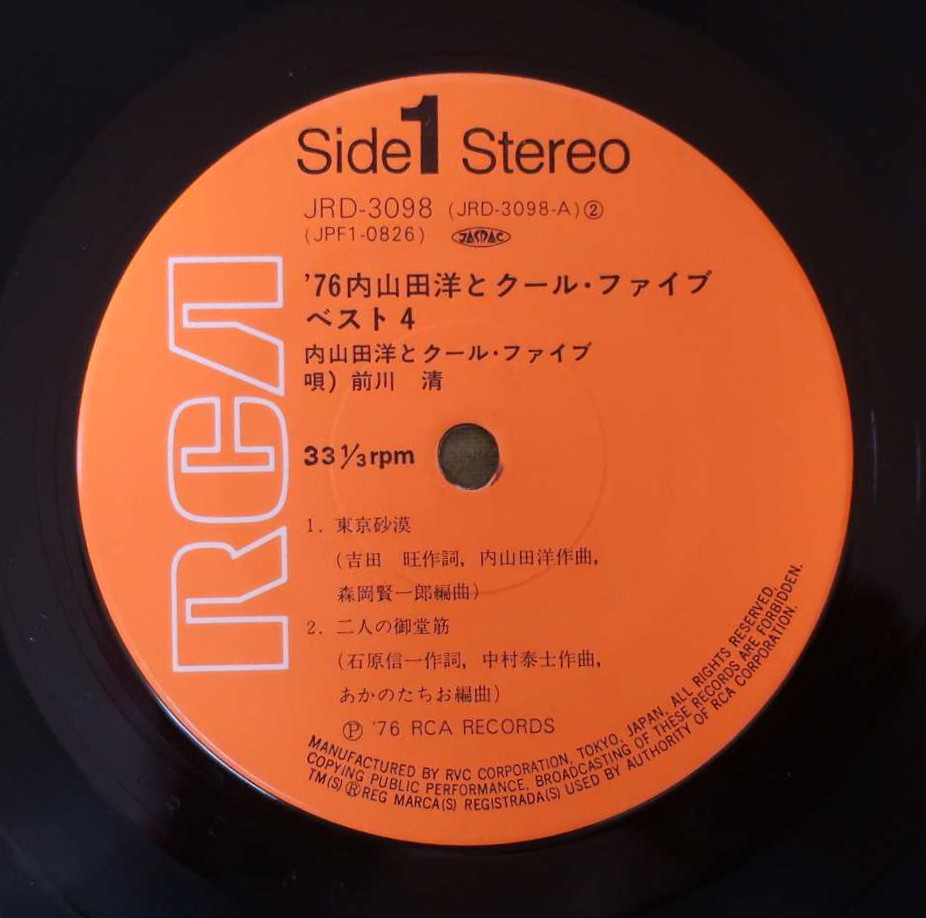 Side 1 Stereo
JRD-3098 (JRD-3098-A)②
(JPF1-0826) JASRAC
'76内山田洋とクール・ファイブ
ベスト4
内山田洋とクール・ファイブ
唄)前川　清
RCA
33 1/3 rpm
1. 東京砂漠
(吉田　旺作詞, 内山田洋作曲,
森岡賢一郎編曲)
2. 二人の御堂筋
(石原信一作詞, 中村泰士作曲,
あかのたちお編曲)
Ⓟ '76 RCA RECORDS
MANUFACTURED BY RVC CORPORATION, TOKYO, JAPAN, ALL RIGHTS RESERVED,
COPYING PUBLIC PERFORMANCE, BROADCASTING OF THESE RECORDS ARE FORBIDDEN.
TM(S)®REG MARCA(S) REGISTRADA(S) USED BY AUTHORITY OF RCA CORPORATION.